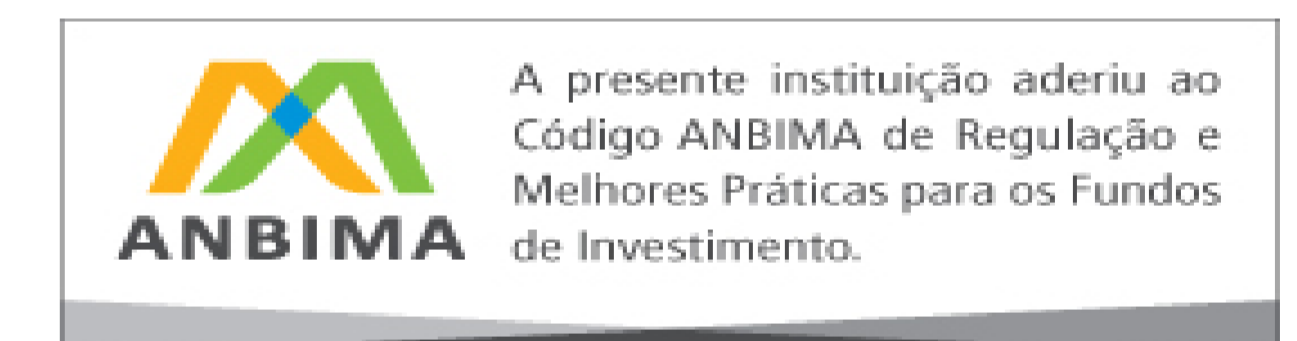 ANBIMA
A presente instituição aderiu ao
Código ANBIMA de Regulação e
Melhores Práticas para os Fundos
de Investimento.